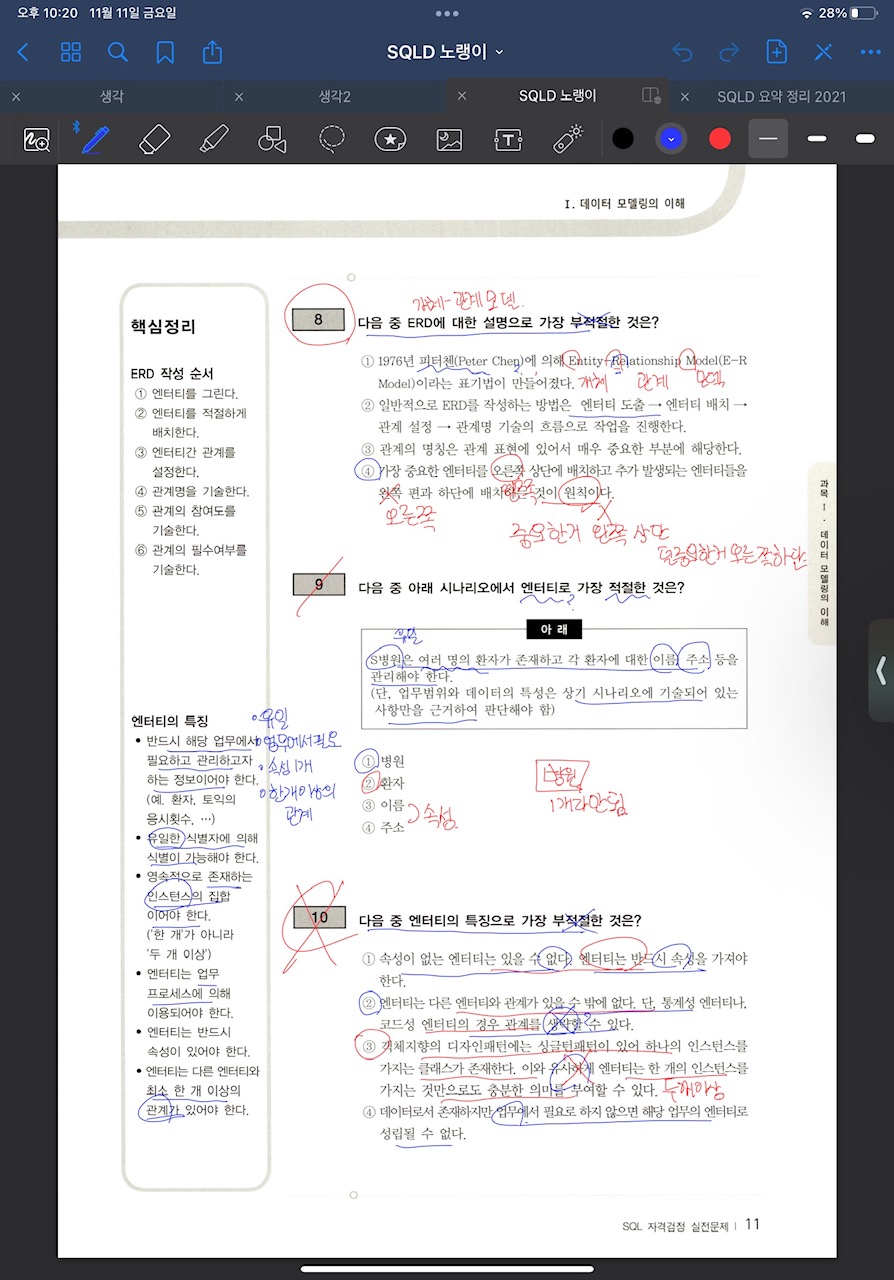 오후 10:20 11월 11일 금요일
28%
SQLD 노랭이
생각
생각2
SQLD 노랭이
SQLD 요약 정리 2021
Ⅰ. 데이터 모델링의 이해
핵심정리
ERD 작성 순서
① 엔터티를 그린다.
② 엔터티를 적절하게
배치한다.
③ 엔터티간 관계를
설정한다.
④ 관계명을 기술한다.
⑤ 관계의 참여도를
기술한다.
⑥ 관계의 필수여부를
기술한다.
엔터티의 특징
• 반드시 해당 업무에서
필요하고 관리하고자
하는 정보이어야 한다.
(예. 환자, 토익의
응시횟수, …)
• 유일한 식별자에 의해
식별이 가능해야 한다.
• 영속적으로 존재하는
인스턴스의 집합
이어야 한다.
('한 개'가 아니라
'두 개 이상')
• 엔터티는 업무
프로세스에 의해
이용되어야 한다.
• 엔터티는 반드시
속성이 있어야 한다.
• 엔터티는 다른 엔터와
최소 한 개 이상의
관계가 있어야 한다.
유일
업무에서 필요
속성 1개
한개 이상의
관계
개체-관계 모델
8 다음 중 ERD에 대한 설명으로 가장 부적절한 것은?
① 1976년 피터첸(Peter Chen)에 의해 Entity-Relationship Model(E-R
Model)이라는 표기법이 만들어졌다.
개체 관계 모델
② 일반적으로 ERD를 작성하는 방법은 엔터티 도출 → 엔터티 배치 →
관계 설정 → 관계명 기술의 흐름으로 작업을 진행한다.
③ 관계의 명칭은 관계 표현에 있어서 매우 중요한 부분에 해당한다.
④ 가장 중요한 엔터티를 오른쪽 상단에 배치하고 추가 발생되는 엔터티들을
왼쪽
왼쪽 편과 하단에 배치하는 것이 원칙이다.
오른쪽
중요한거 왼쪽 상단
덜중요한거 오른쪽하단
9 다음 중 아래 시나리오에서 엔터티로 가장 적절한 것은?
아 래
유일
S병원은 여러 명의 환자가 존재하고 각 환자에 대한 이름, 주소 등을
관리해야 한다.
(단, 업무범위와 데이터의 특성은 상기 시나리오에 기술되어 있는
사항만을 근거하여 판단해야 함)
① 병원
② 환자
③ 이름
④ 주소
속성
병원
1개라 안됨
10 다음 중 엔터티의 특징으로 가장 부적절한 것은?
① 속성이 없는 엔터티는 있을 수 없다. 엔터티는 반드시 속성을 가져야
한다.
② 엔터티는 다른 엔터티와 관계가 있을 수 밖에 없다. 단, 통계성 엔터티나,
코드성 엔터티의 경우 관계를 생략할 수 있다.
③ 객체지향의 디자인패턴에는 싱글턴패턴이 있어 하나의 인스턴스를
가지는 클래스가 존재한다. 이와 유사하게 엔터티는 한 개의 인스턴스를
가지는 것만으로도 충분한 의미를 부여할 수 있다.
두개이상
④ 데이터로서 존재하지만 업무에서 필요로 하지 않으면 해당 업무의 엔터티로
성립될 수 없다.
과목 Ⅰ · 데이터 모델링의 이해
SQL 자격검정 실전문제 | 11